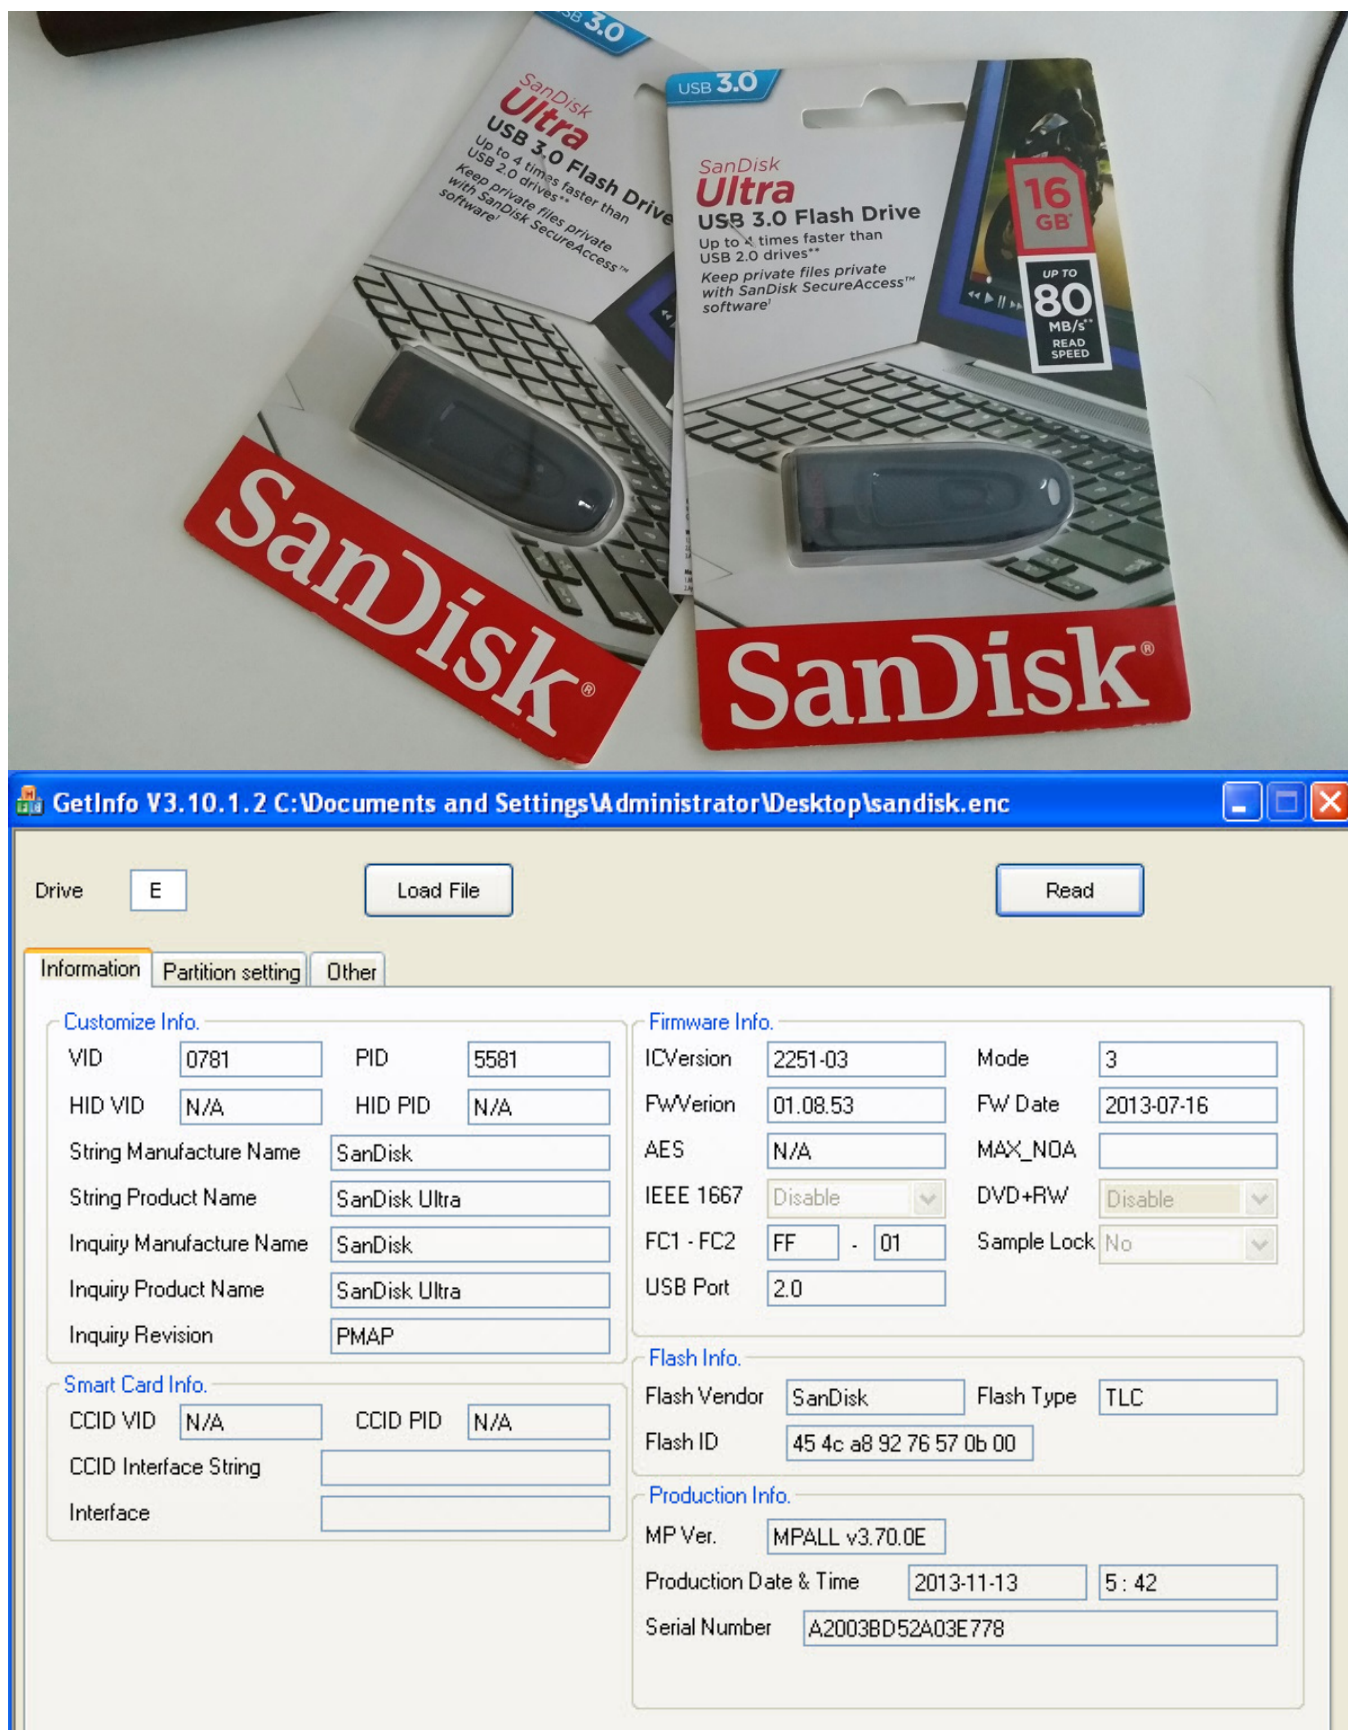 USB 3.0
SanDisk
Ultra
USB 3.0 Flash Drive
Up to 4 times faster than
USB 2.0 drives**
Keep private files private
with SanDisk SecureAccess™
software!
SanDisk®
USB 3.0
SanDisk
Ultra
USB 3.0 Flash Drive
Up to 4 times faster than
USB 2.0 drives**
Keep private files private
with SanDisk SecureAccess™
software!
16
GB*
UP TO
80
MB/s**
READ
SPEED
SanDisk®
GetInfo V3.10.1.2 C:\Documents and Settings\Administrator\Desktop\sandisk.enc
Drive E Load File Read
Information Partition setting Other
Customize Info.
VID 0781 PID 5581
HID VID N/A HID PID N/A
String Manufacture Name SanDisk
String Product Name SanDisk Ultra
Inquiry Manufacture Name SanDisk
Inquiry Product Name SanDisk Ultra
Inquiry Revision PMAP
Smart Card Info.
CCID VID N/A CCID PID N/A
CCID Interface String
Interface
Firmware Info.
ICVersion 2251-03 Mode 3
FWVerion 01.08.53 FW Date 2013-07-16
AES N/A MAX_NOA
IEEE 1667 Disable DVD+RW Disable
FC1 - FC2 FF - 01 Sample Lock No
USB Port 2.0
Flash Info.
Flash Vendor SanDisk Flash Type TLC
Flash ID 45 4c a8 92 76 57 0b 00
Production Info.
MP Ver. MPALL v3.70.0E
Production Date & Time 2013-11-13 5 : 42
Serial Number A2003BD52A03E778